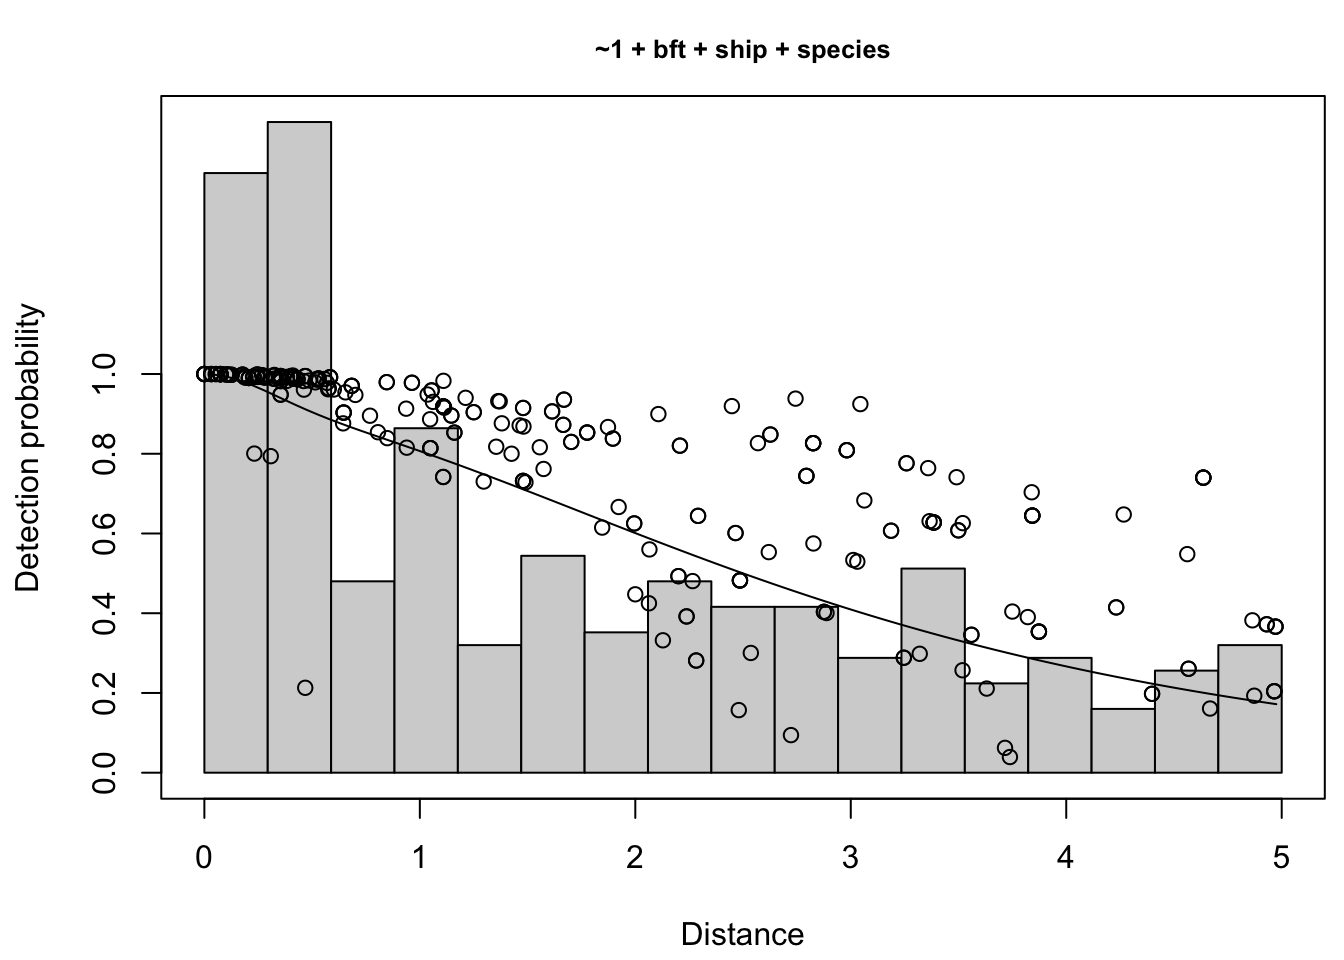 ~1 + bft + ship + species
Detection probability
1.0
0.8
0.6
0.4
0.2
0.0
0 1 2 3 4 5
Distance